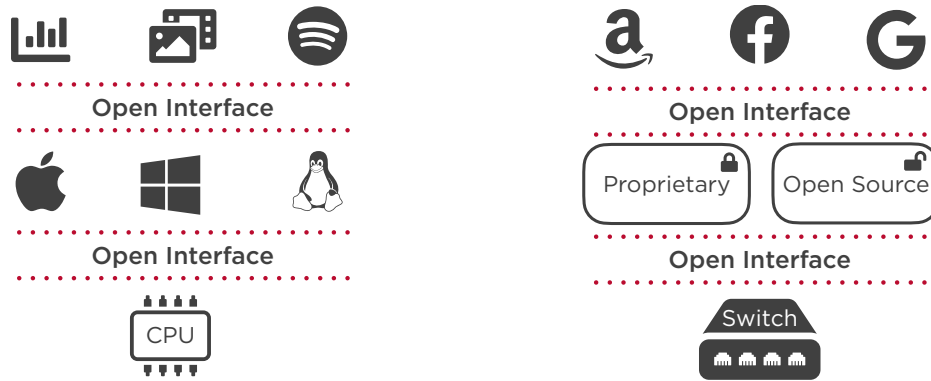 Open Interface
Open Interface
CPU
Open Interface
Proprietary
Open Source
Open Interface
Switch